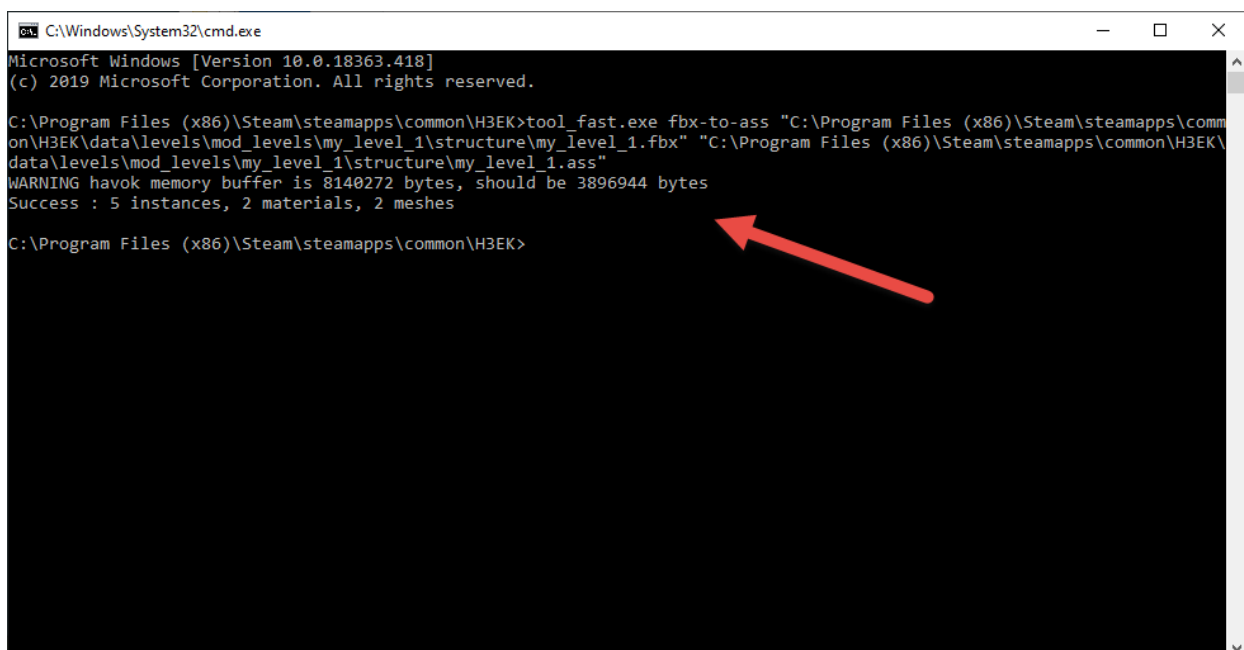 C:\Windows\System32\cmd.exe
Microsoft Windows [Version 10.0.18363.418]
(c) 2019 Microsoft Corporation. All rights reserved.
C:\Program Files (x86)\Steam\steamapps\common\H3EK>tool_fast.exe fbx-to-ass "C:\Program Files (x86)\Steam\steamapps\comm
on\H3EK\data\levels\mod_levels\my_level_1\structure\my_level_1.fbx" "C:\Program Files (x86)\Steam\steamapps\common\H3EK\
data\levels\mod_levels\my_level_1\structure\my_level_1.ass"
WARNING havok memory buffer is 8140272 bytes, should be 3896944 bytes
Success : 5 instances, 2 materials, 2 meshes
C:\Program Files (x86)\Steam\steamapps\common\H3EK>